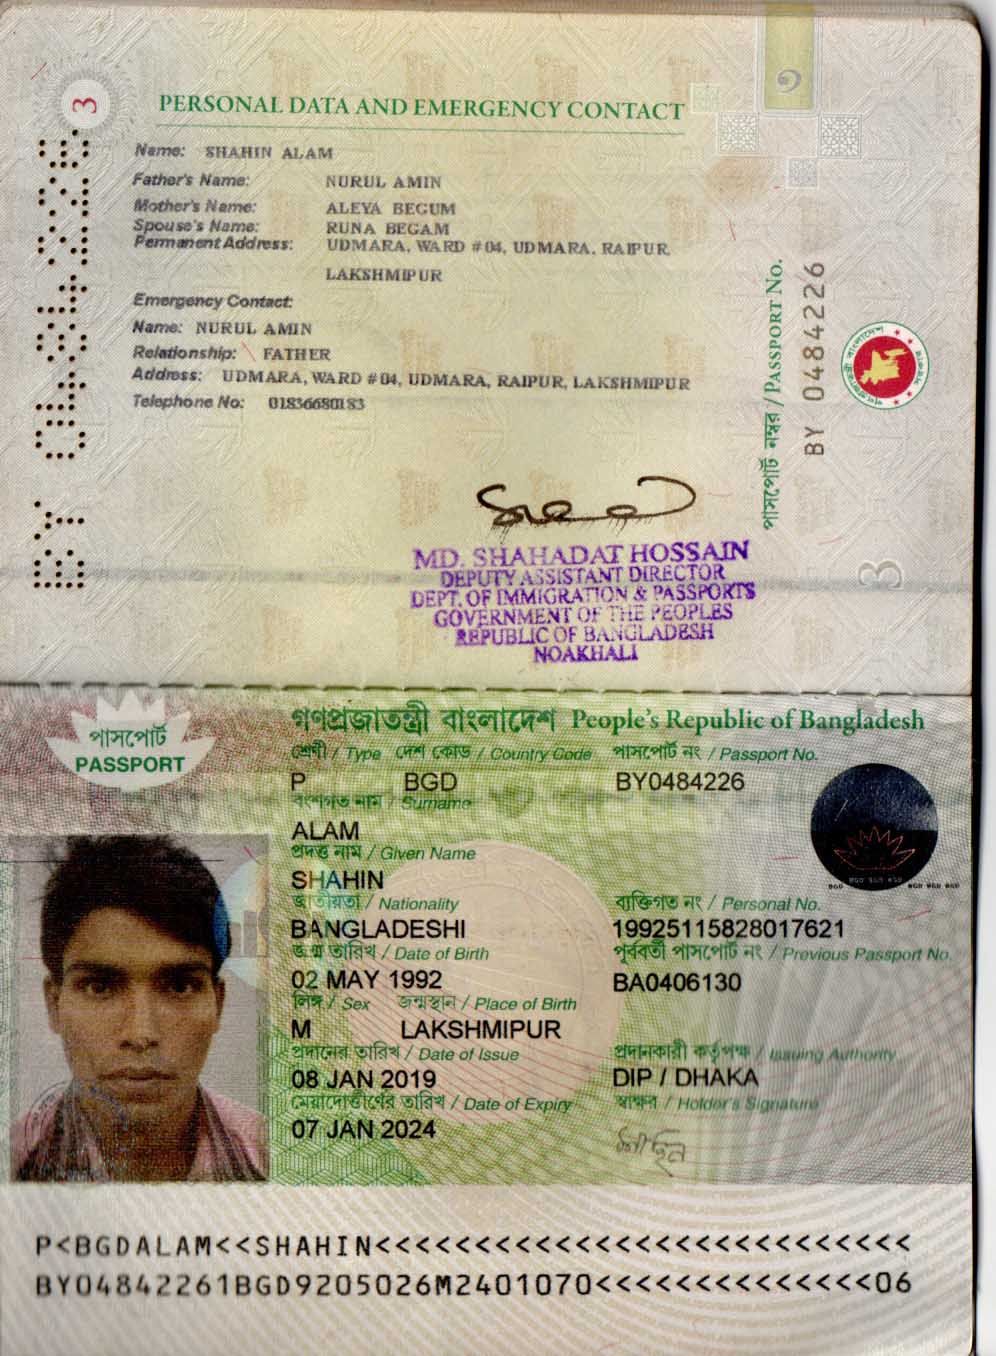 3
PERSONAL DATA AND EMERGENCY CONTACT
Name: SHAHIN ALAM
Father's Name: NURUL AMIN
Mother's Name: ALEYA BEGUM
Spouse's Name: RUNA BEGAM
Permanent Address: UDMARA, WARD # 04, UDMARA, RAIPUR,
LAKSHMIPUR
Emergency Contact:
Name: NURUL AMIN
Relationship: FATHER
Address: UDMARA, WARD # 04, UDMARA, RAIPUR, LAKSHMIPUR
Telephone No: 01836680183
পাসপোর্ট নম্বর / PASSPORT No.
BY 0484226
BY 0484226
3
MD. SHAHADAT HOSSAIN
DEPUTY ASSISTANT DIRECTOR
DEPT. OF IMMIGRATION & PASSPORTS
GOVERNMENT OF THE PEOPLES
REPUBLIC OF BANGLADESH
NOAKHALI
গণপ্রজাতন্ত্রী বাংলাদেশ People's Republic of Bangladesh
পাসপোর্ট
PASSPORT
শ্রেণী / Type দেশ কোড / Country Code পাসপোর্ট নং / Passport No.
P BGD BY0484226
বংশগত নাম / Surname
ALAM
প্রদত্ত নাম / Given Name
SHAHIN
জাতীয়তা / Nationality ব্যক্তিগত নং / Personal No.
BANGLADESHI 19925115828017621
জন্ম তারিখ / Date of Birth পূর্ববর্তী পাসপোর্ট নং / Previous Passport No.
02 MAY 1992 BA0406130
লিঙ্গ / Sex জন্মস্থান / Place of Birth
M LAKSHMIPUR
প্রদানের তারিখ / Date of Issue প্রদানকারী কর্তৃপক্ষ / Issuing Authority
08 JAN 2019 DIP / DHAKA
মেয়াদোত্তীর্ণের তারিখ / Date of Expiry স্বাক্ষর / Holder's Signature
07 JAN 2024 শাহিন
P<BGDALAM<<SHAHIN<<<<<<<<<<<<<<<<<<<<<<<<<<<
BY04842261BGD9205026M2401070<<<<<<<<<<<<<<06